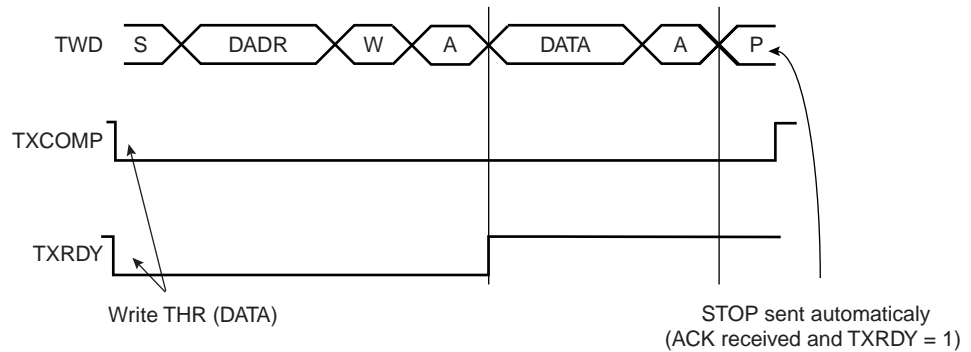 TWD S DADR W A DATA A P
TXCOMP
TXRDY
Write THR (DATA)
STOP sent automaticaly
(ACK received and TXRDY = 1)